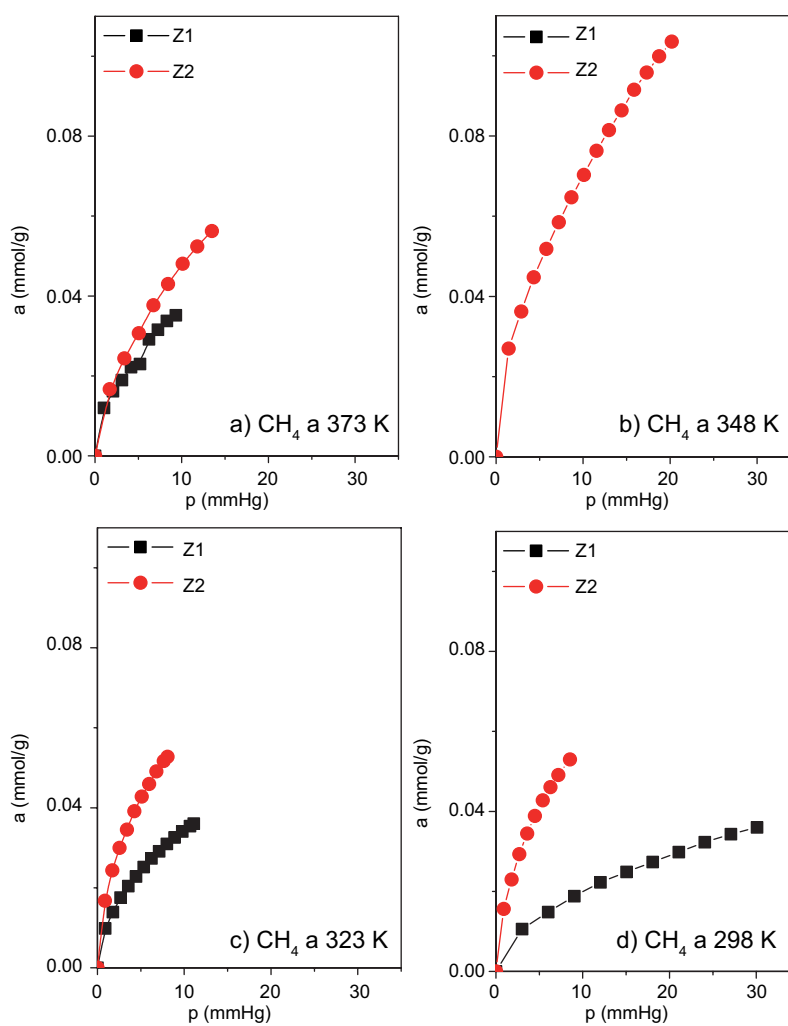 Z1
Z2
0.08
0.04
0.00
a (mmol/g)
a) CH₄ a 373 K
0 10 20 30
p (mmHg)
Z1
Z2
0.08
0.04
0.00
a (mmol/g)
b) CH₄ a 348 K
0 10 20 30
p (mmHg)
Z1
Z2
0.08
0.04
0.00
a (mmol/g)
c) CH₄ a 323 K
0 10 20 30
p (mmHg)
Z1
Z2
0.08
0.04
0.00
a (mmol/g)
d) CH₄ a 298 K
0 10 20 30
p (mmHg)